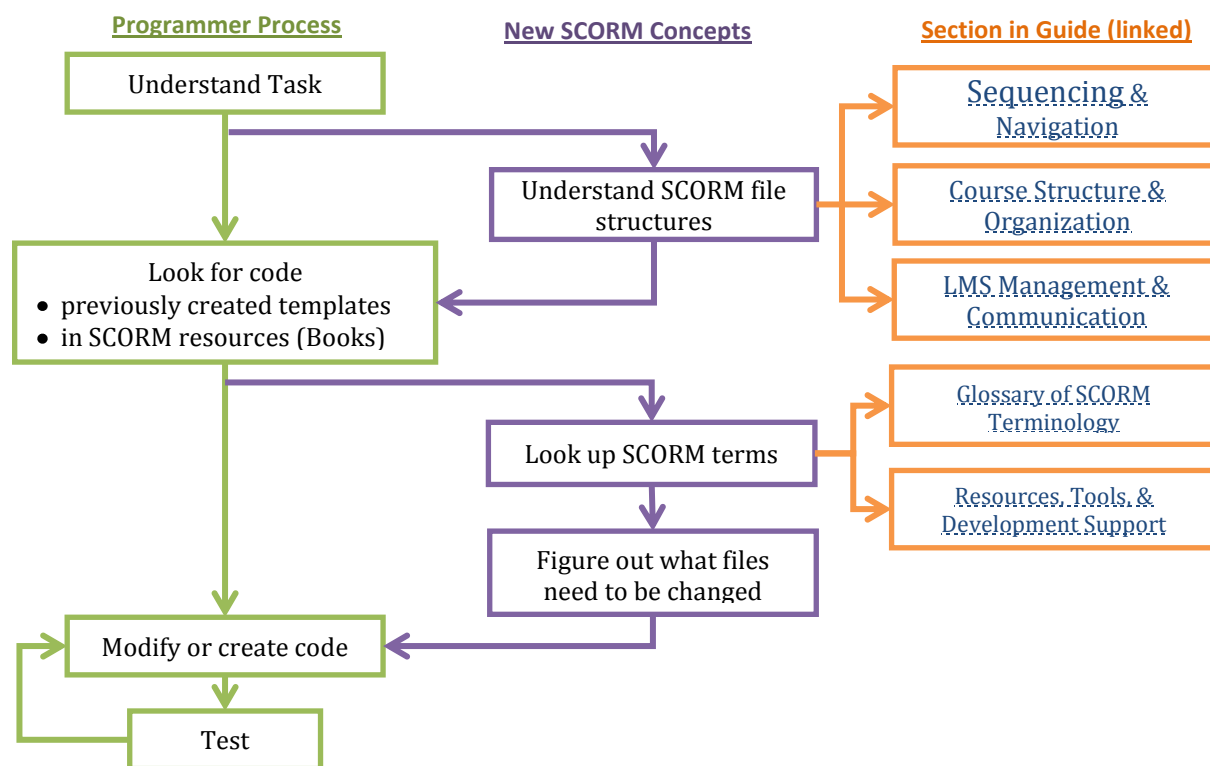 Programmer Process
New SCORM Concepts
Section in Guide (linked)
Understand Task
Sequencing &
Navigation
Understand SCORM file
structures
Course Structure &
Organization
Look for code
• previously created templates
• in SCORM resources (Books)
LMS Management &
Communication
Glossary of SCORM
Terminology
Look up SCORM terms
Resources, Tools, &
Development Support
Figure out what files
need to be changed
Modify or create code
Test